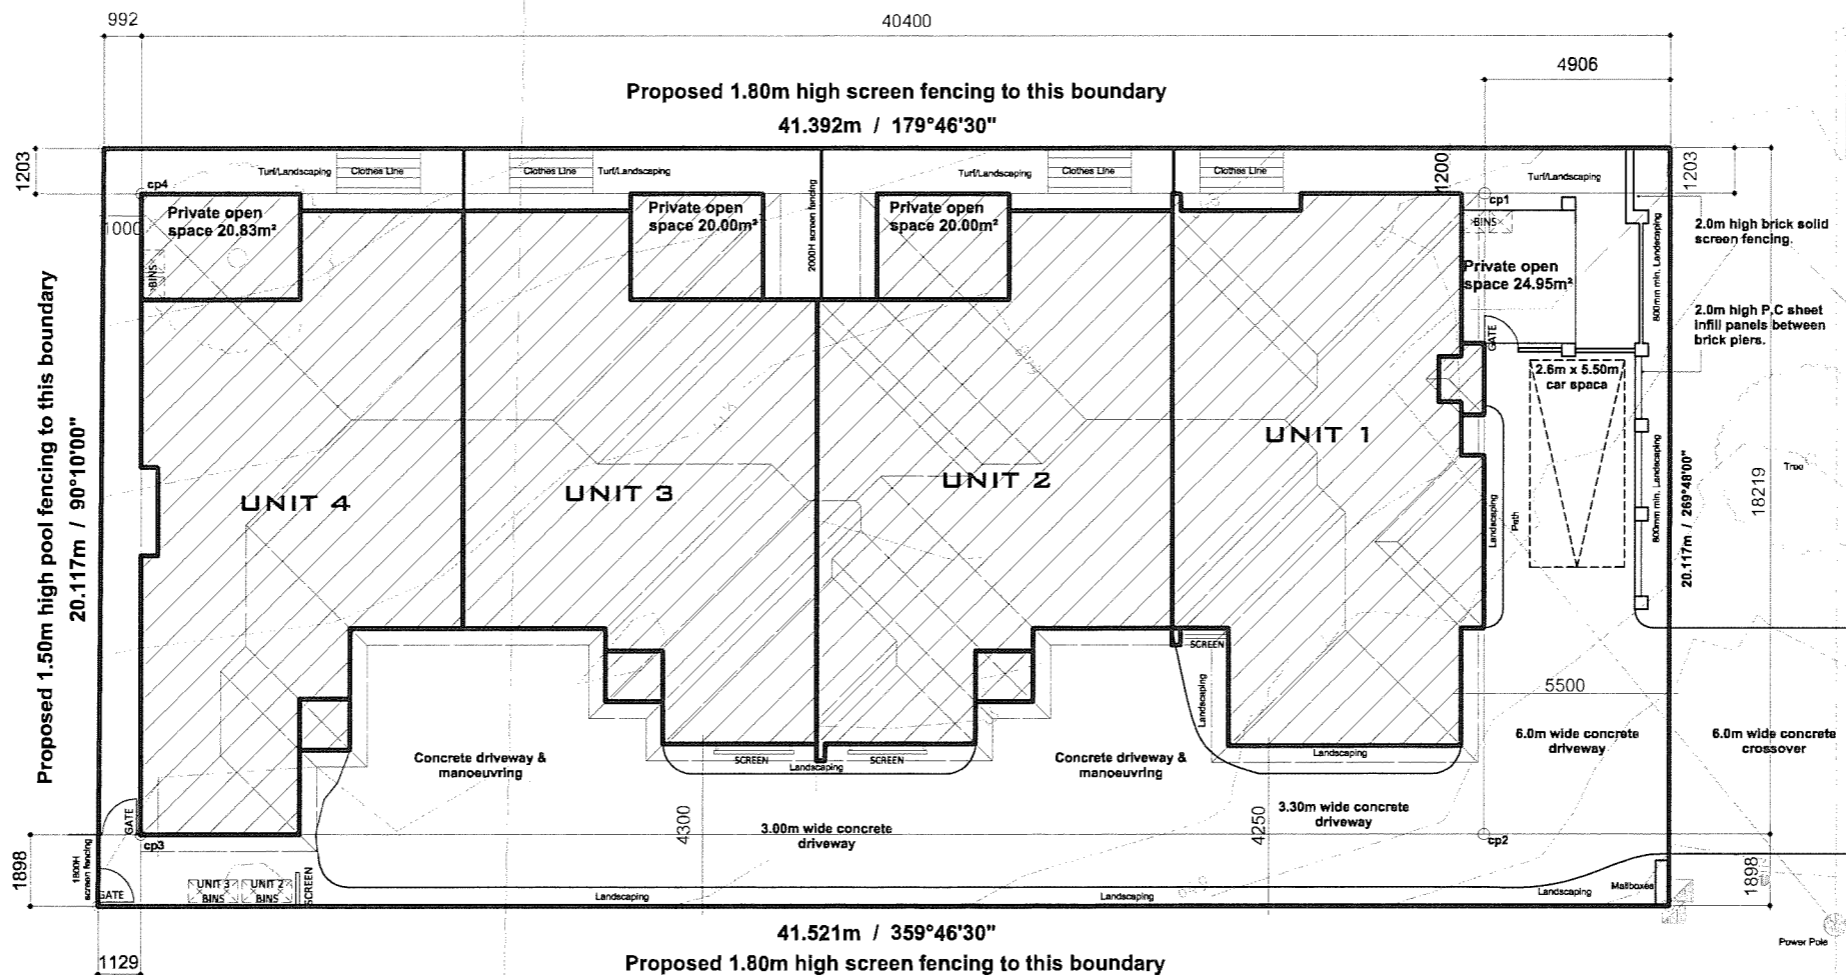 992
40400
4906
Proposed 1.80m high screen fencing to this boundary
41.392m / 179°46'30"
1203
1203
1200
Turf/Landscaping
Clothes Line
Clothes Line
Turf/Landscaping
Turf/Landscaping
Clothes Line
Clothes Line
Turf/Landscaping
cp4
cp1
1000
Private open
space 20.83m²
BINS
Private open
space 20.00m²
2000H screen fencing
Private open
space 20.00m²
BINS
Private open
space 24.95m²
GATE
800mm min. Landscaping
2.0m high brick solid
screen fencing.
2.0m high P.C sheet
infill panels between
brick piers.
2.6m x 5.50m
car spaca
Proposed 1.50m high pool fencing to this boundary
20.117m / 90°10'00"
UNIT 4
UNIT 3
UNIT 2
UNIT 1
Landscaping
Path
800mm min. Landscaping
20.117m / 269°48'00"
18219
Tree
SCREEN
Landscaping
5500
Concrete driveway &
manoeuvring
SCREEN
Landscaping
SCREEN
Concrete driveway &
manoeuvring
Landscaping
6.0m wide concrete
driveway
6.0m wide concrete
crossover
GATE
cp3
4300
3.00m wide concrete
driveway
4250
3.30m wide concrete
driveway
cp2
1898
1800H
screen fencing
GATE
UNIT 3
BINS
UNIT 2
BINS
SCREEN
Landscaping
Landscaping
Landscaping
Mailboxes
1898
41.521m / 359°46'30"
Power Pole
1129
Proposed 1.80m high screen fencing to this boundary